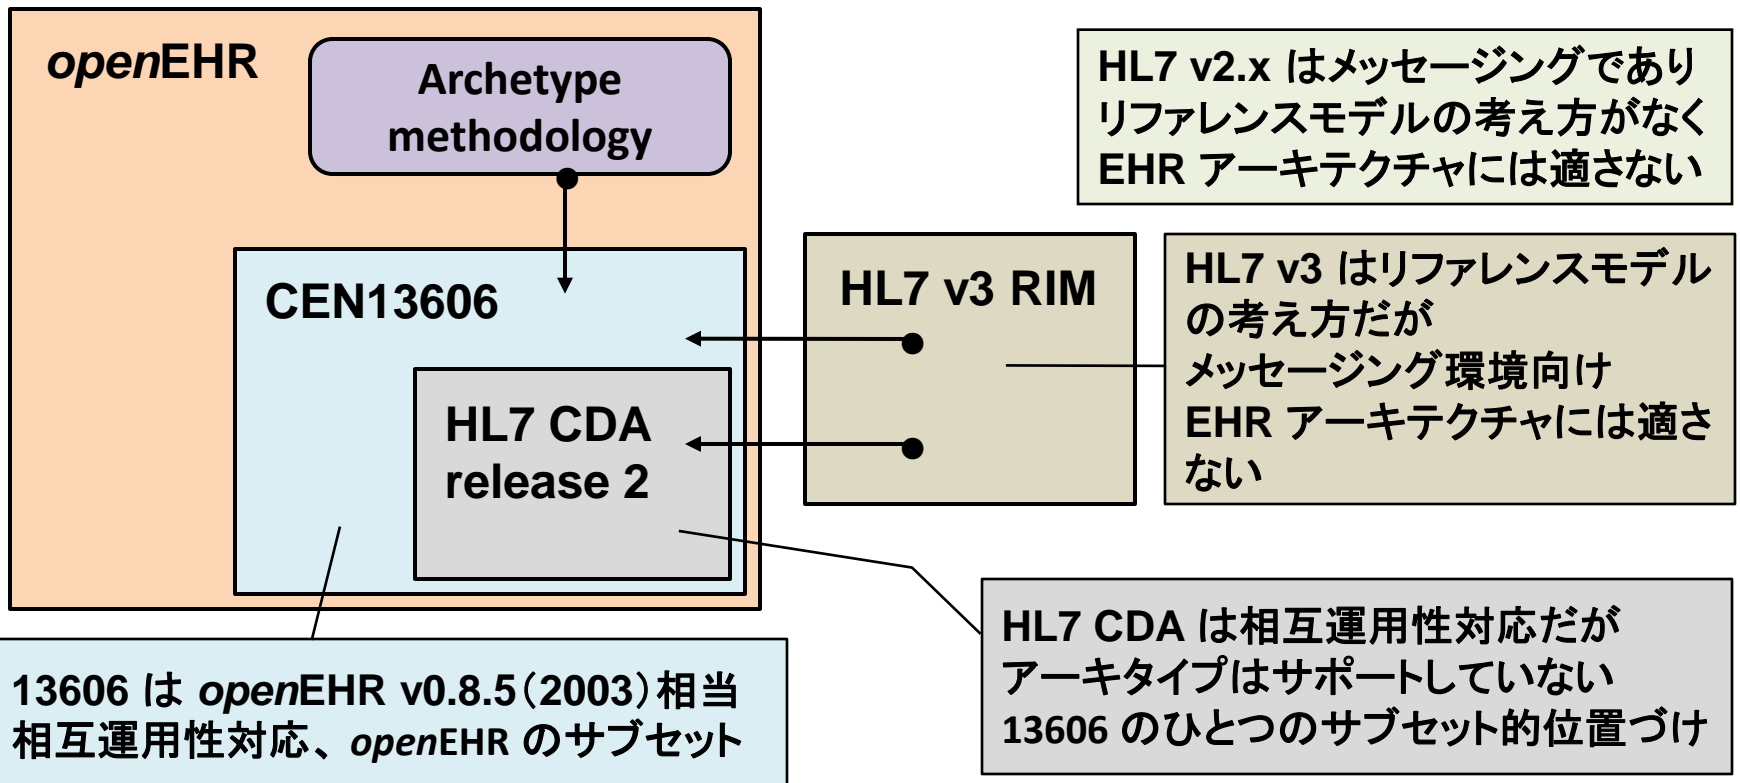 openEHR
Archetype
methodology
CEN13606
HL7 CDA
release 2
HL7 v3 RIM
HL7 v2.x はメッセージングであり
リファレンスモデルの考え方がなく
EHR アーキテクチャには適さない
HL7 v3 はリファレンスモデル
の考え方だが
メッセージング環境向け
EHR アーキテクチャには適さ
ない
13606 は openEHR v0.8.5（2003）相当
相互運用性対応、openEHR のサブセット
HL7 CDA は相互運用性対応だが
アーキタイプはサポートしていない
13606 のひとつのサブセット的位置づけ